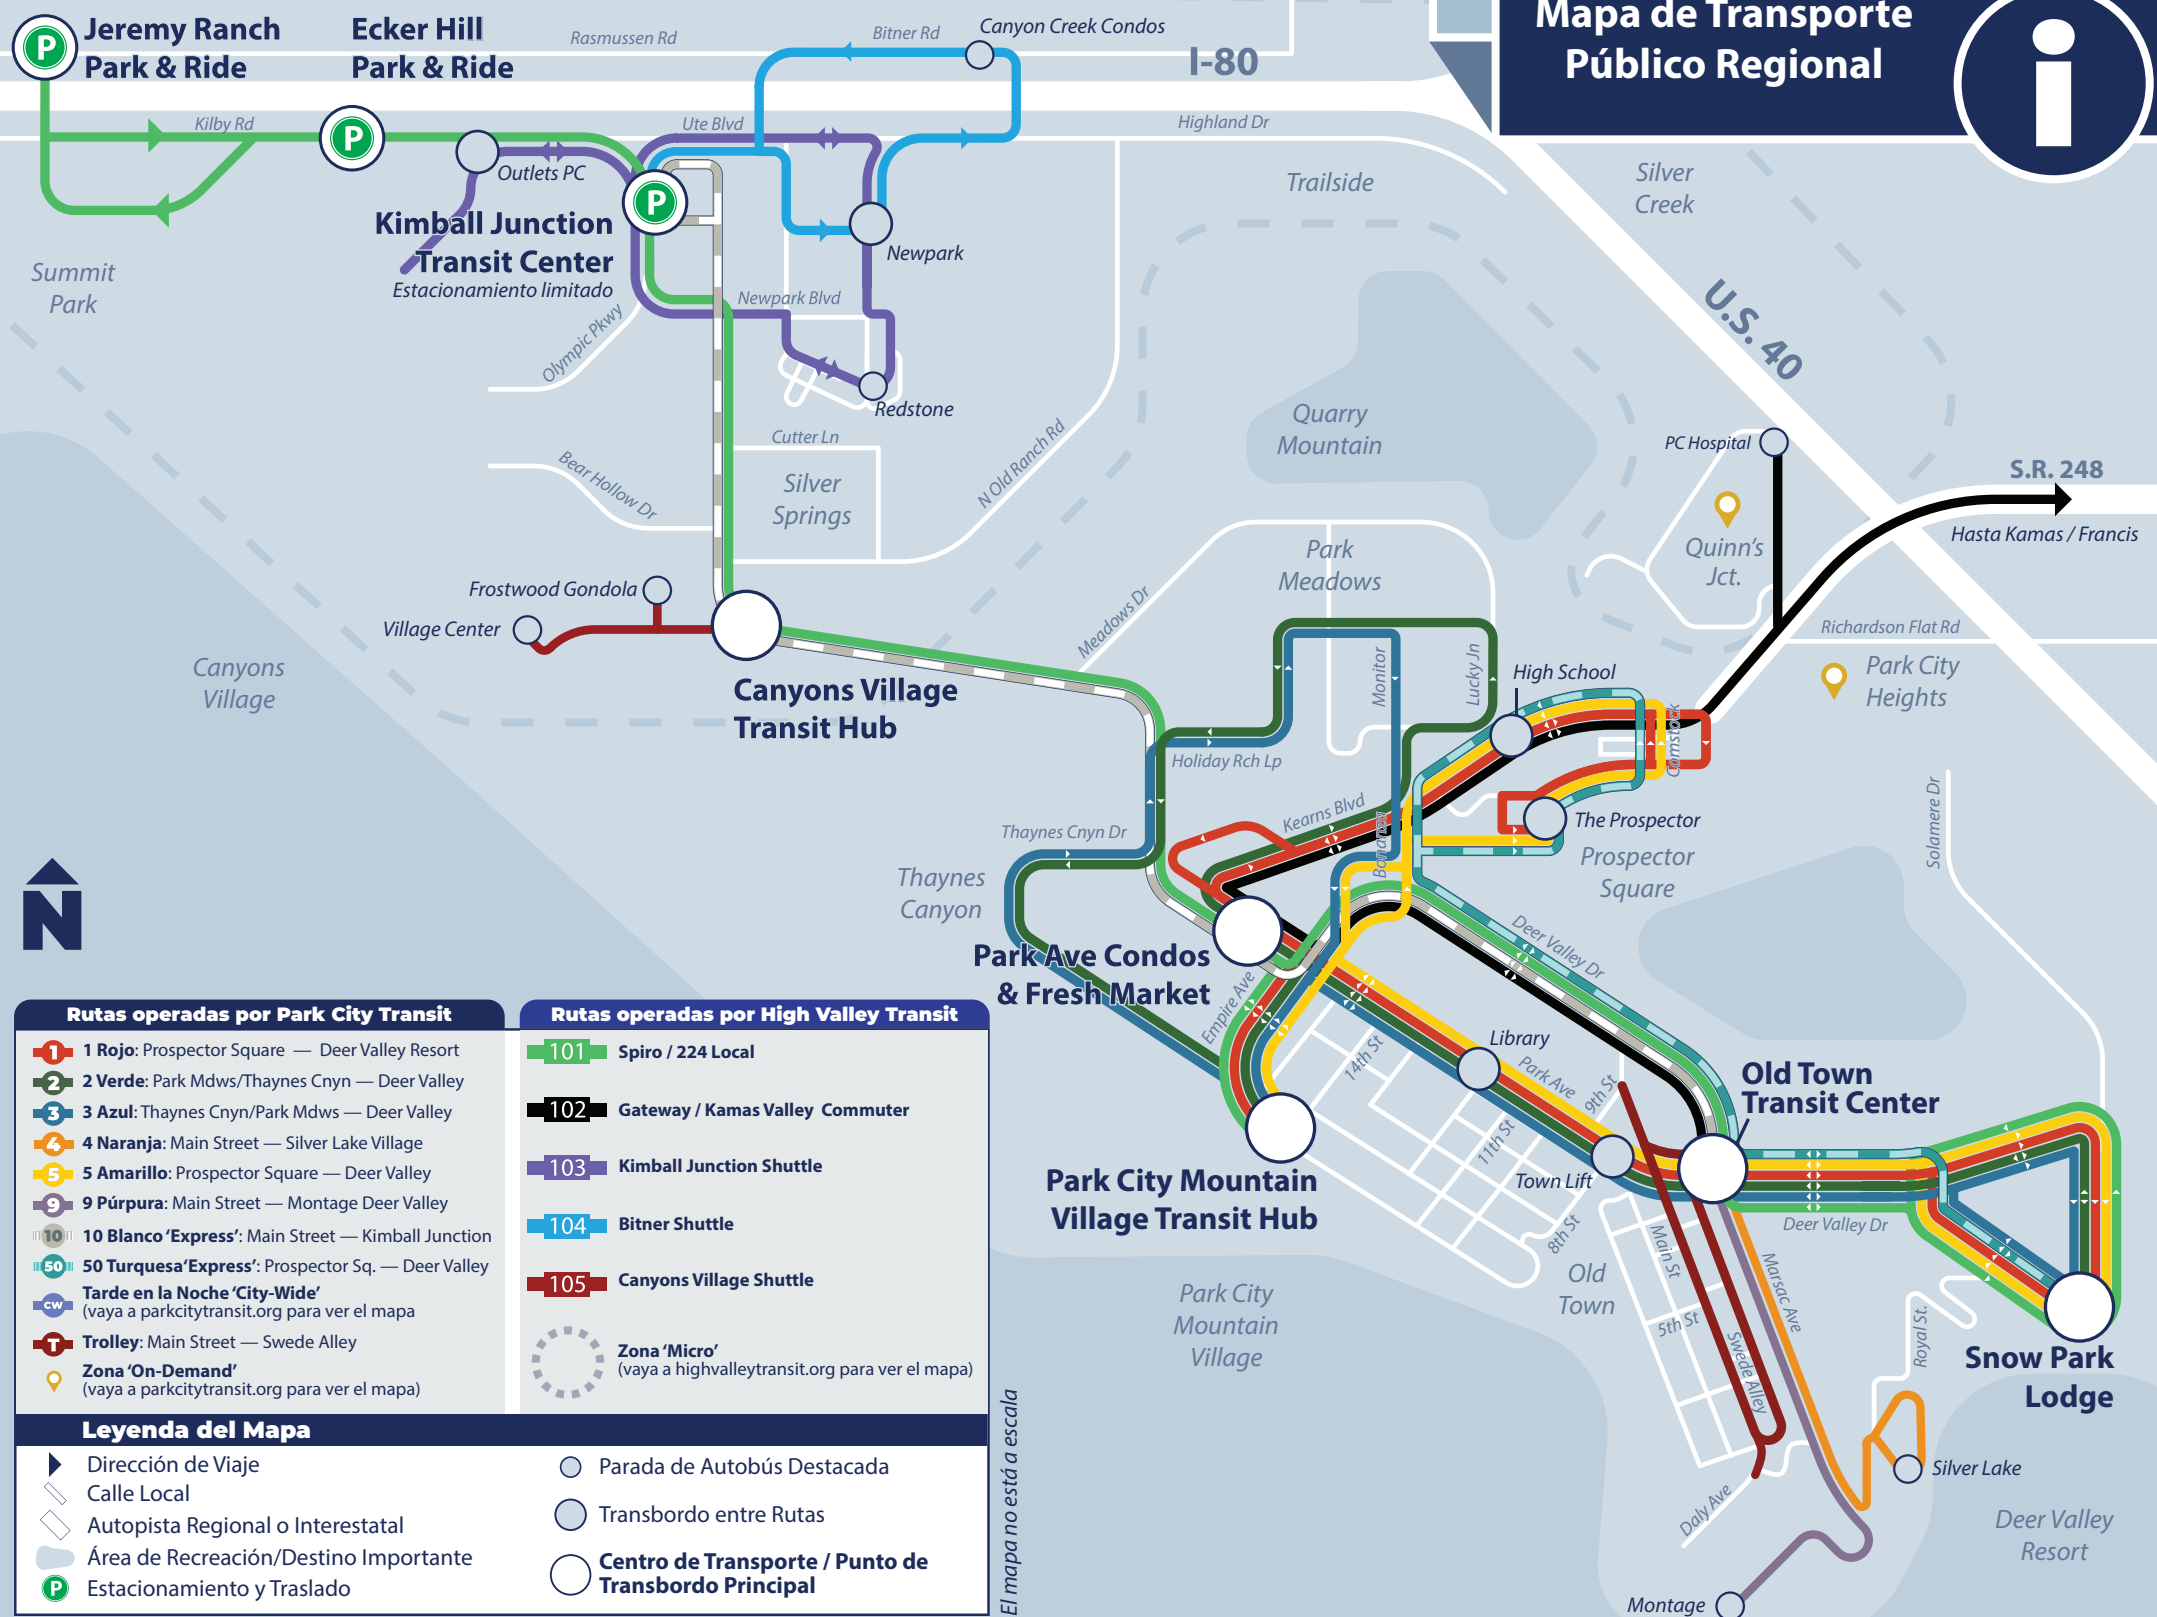 Mapa de Transporte
Público Regional
Jeremy Ranch
Park & Ride
Ecker Hill
Park & Ride
Rasmussen Rd
Bitner Rd
Canyon Creek Condos
I-80
Kilby Rd
Ute Blvd
Highland Dr
P
P
P
Outlets PC
Kimball Junction
Transit Center
Estacionamiento limitado
Newpark
Newpark Blvd
Redstone
Summit
Park
Olympic Pkwy
Bear Hollow Dr
Cutter Ln
Silver
Springs
N Old Ranch Rd
Trailside
Silver
Creek
U.S. 40
Quarry
Mountain
PC Hospital
S.R. 248
Hasta Kamas / Francis
Quinn's
Jct.
Richardson Flat Rd
Park City
Heights
Park
Meadows
Meadows Dr
Frostwood Gondola
Village Center
Canyons
Village
Canyons Village
Transit Hub
Monitor
Lucky Jn
High School
Comstock
Holiday Rch Lp
Kearns Blvd
Bonanza
The Prospector
Prospector
Square
Solamere Dr
Thaynes Cnyn Dr
Thaynes
Canyon
Park Ave Condos
& Fresh Market
Empire Ave
Deer Valley Dr
14th St
Library
Park Ave
9th St
11th St
Old Town
Transit Center
Park City Mountain
Village Transit Hub
Town Lift
8th St
Deer Valley Dr
Main St
Marsac Ave
Old
Town
5th St
Swede Alley
Park City
Mountain
Village
Royal St.
Snow Park
Lodge
Silver Lake
Daly Ave
Deer Valley
Resort
Montage
N
Rutas operadas por Park City Transit
1 1 Rojo: Prospector Square — Deer Valley Resort
2 2 Verde: Park Mdws/Thaynes Cnyn — Deer Valley
3 3 Azul: Thaynes Cnyn/Park Mdws — Deer Valley
4 4 Naranja: Main Street — Silver Lake Village
5 5 Amarillo: Prospector Square — Deer Valley
9 9 Púrpura: Main Street — Montage Deer Valley
10 10 Blanco ‘Express’: Main Street — Kimball Junction
50 50 Turquesa‘Express’: Prospector Sq. — Deer Valley
CW Tarde en la Noche ‘City-Wide’
(vaya a parkcitytransit.org para ver el mapa
T Trolley: Main Street — Swede Alley
Zona ‘On-Demand’
(vaya a parkcitytransit.org para ver el mapa)
Rutas operadas por High Valley Transit
101 Spiro / 224 Local
102 Gateway / Kamas Valley Commuter
103 Kimball Junction Shuttle
104 Bitner Shuttle
105 Canyons Village Shuttle
Zona ‘Micro’
(vaya a highvalleytransit.org para ver el mapa)
Leyenda del Mapa
Dirección de Viaje
Calle Local
Autopista Regional o Interestatal
Área de Recreación/Destino Importante
P Estacionamiento y Traslado
Parada de Autobús Destacada
Transbordo entre Rutas
Centro de Transporte / Punto de
Transbordo Principal
El mapa no está a escala